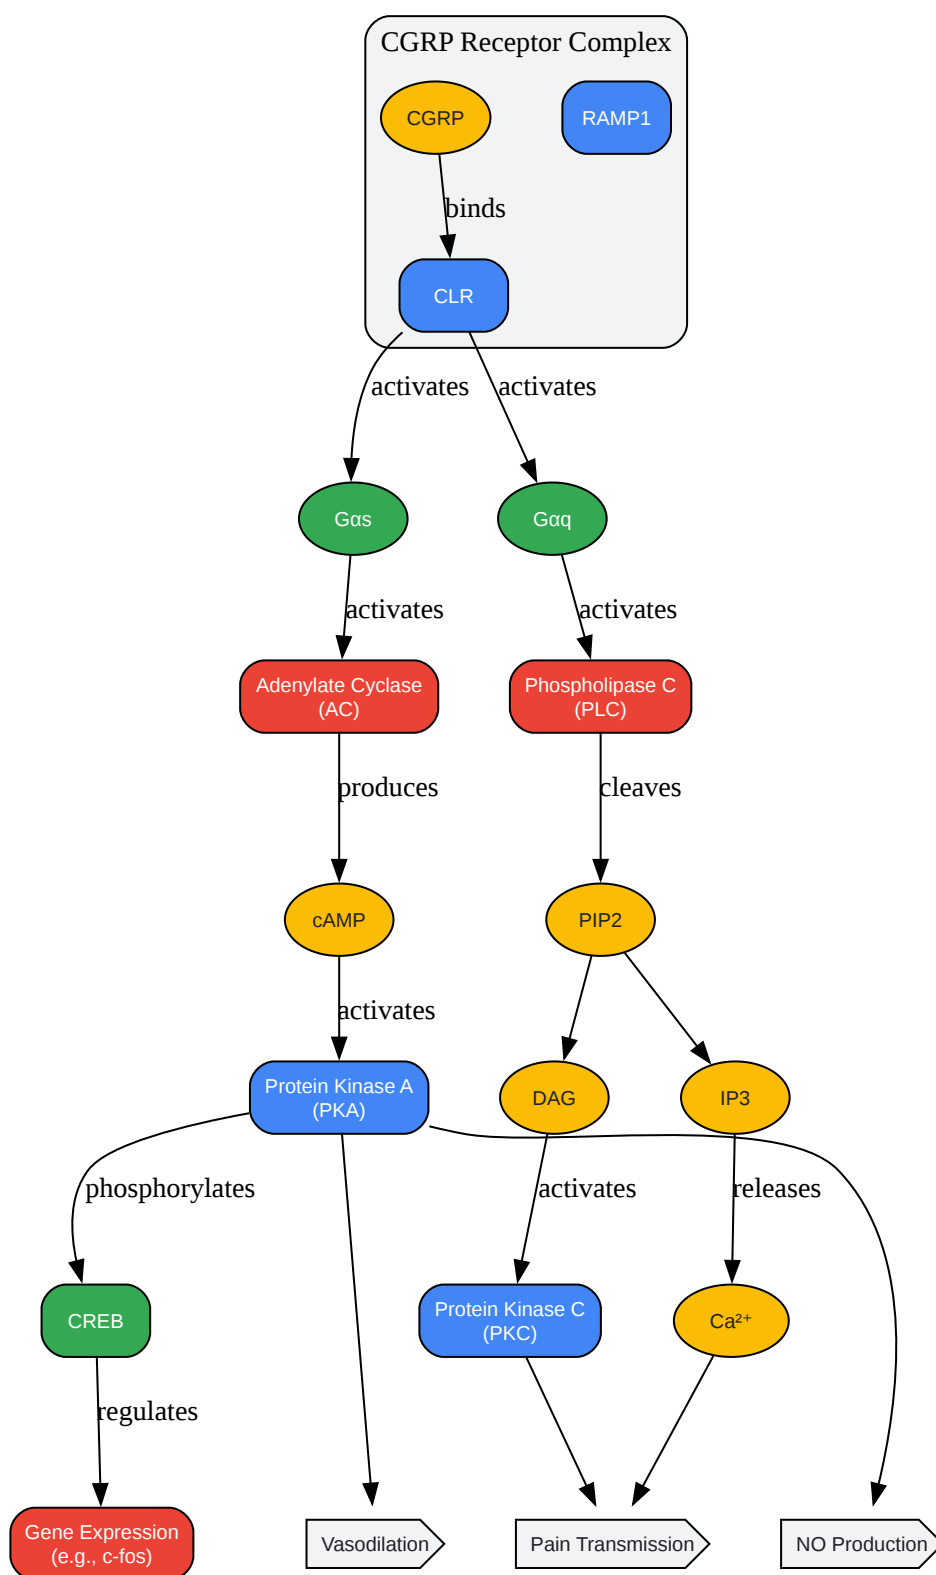 CGRP Receptor Complex
CGRP
RAMP1
binds
CLR
activates
activates
Gαs
Gαq
activates
activates
Adenylate Cyclase
(AC)
Phospholipase C
(PLC)
produces
cleaves
cAMP
PIP2
activates
Protein Kinase A
(PKA)
DAG
IP3
phosphorylates
activates
releases
CREB
Protein Kinase C
(PKC)
Ca²⁺
regulates
Gene Expression
(e.g., c-fos)
Vasodilation
Pain Transmission
NO Production